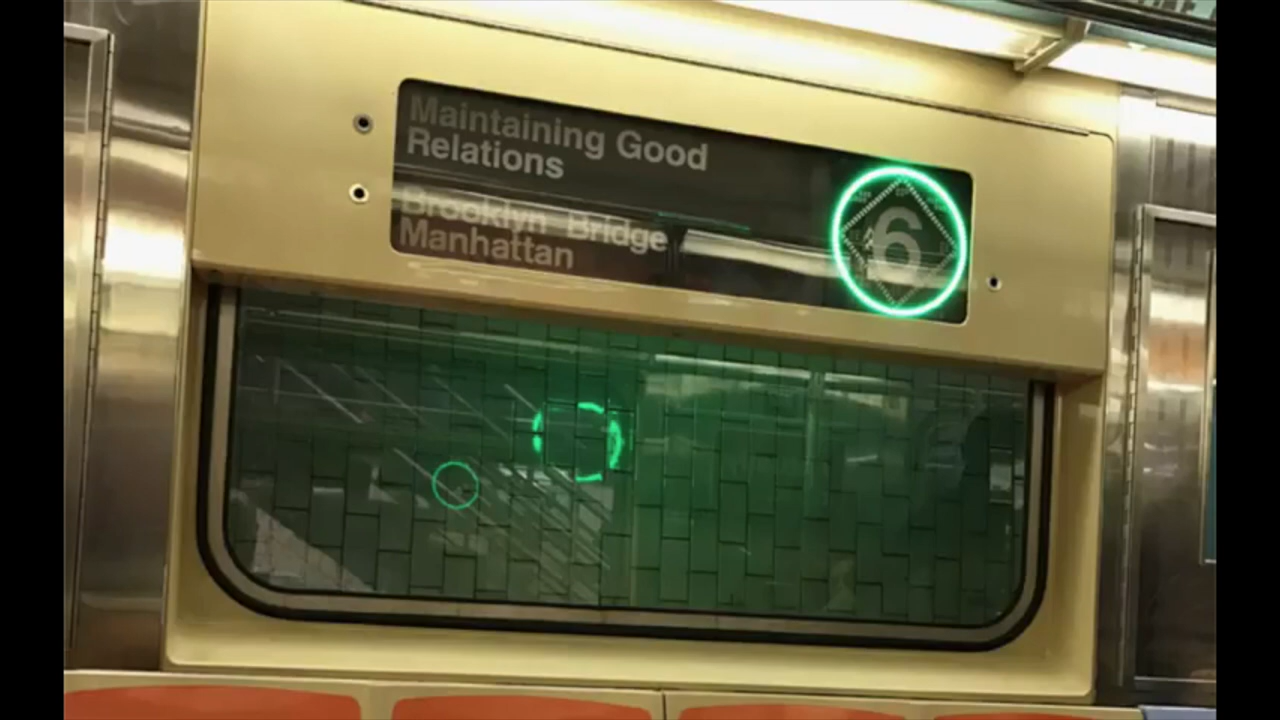 Maintaining Good
Relations
6
Brooklyn Bridge
Manhattan